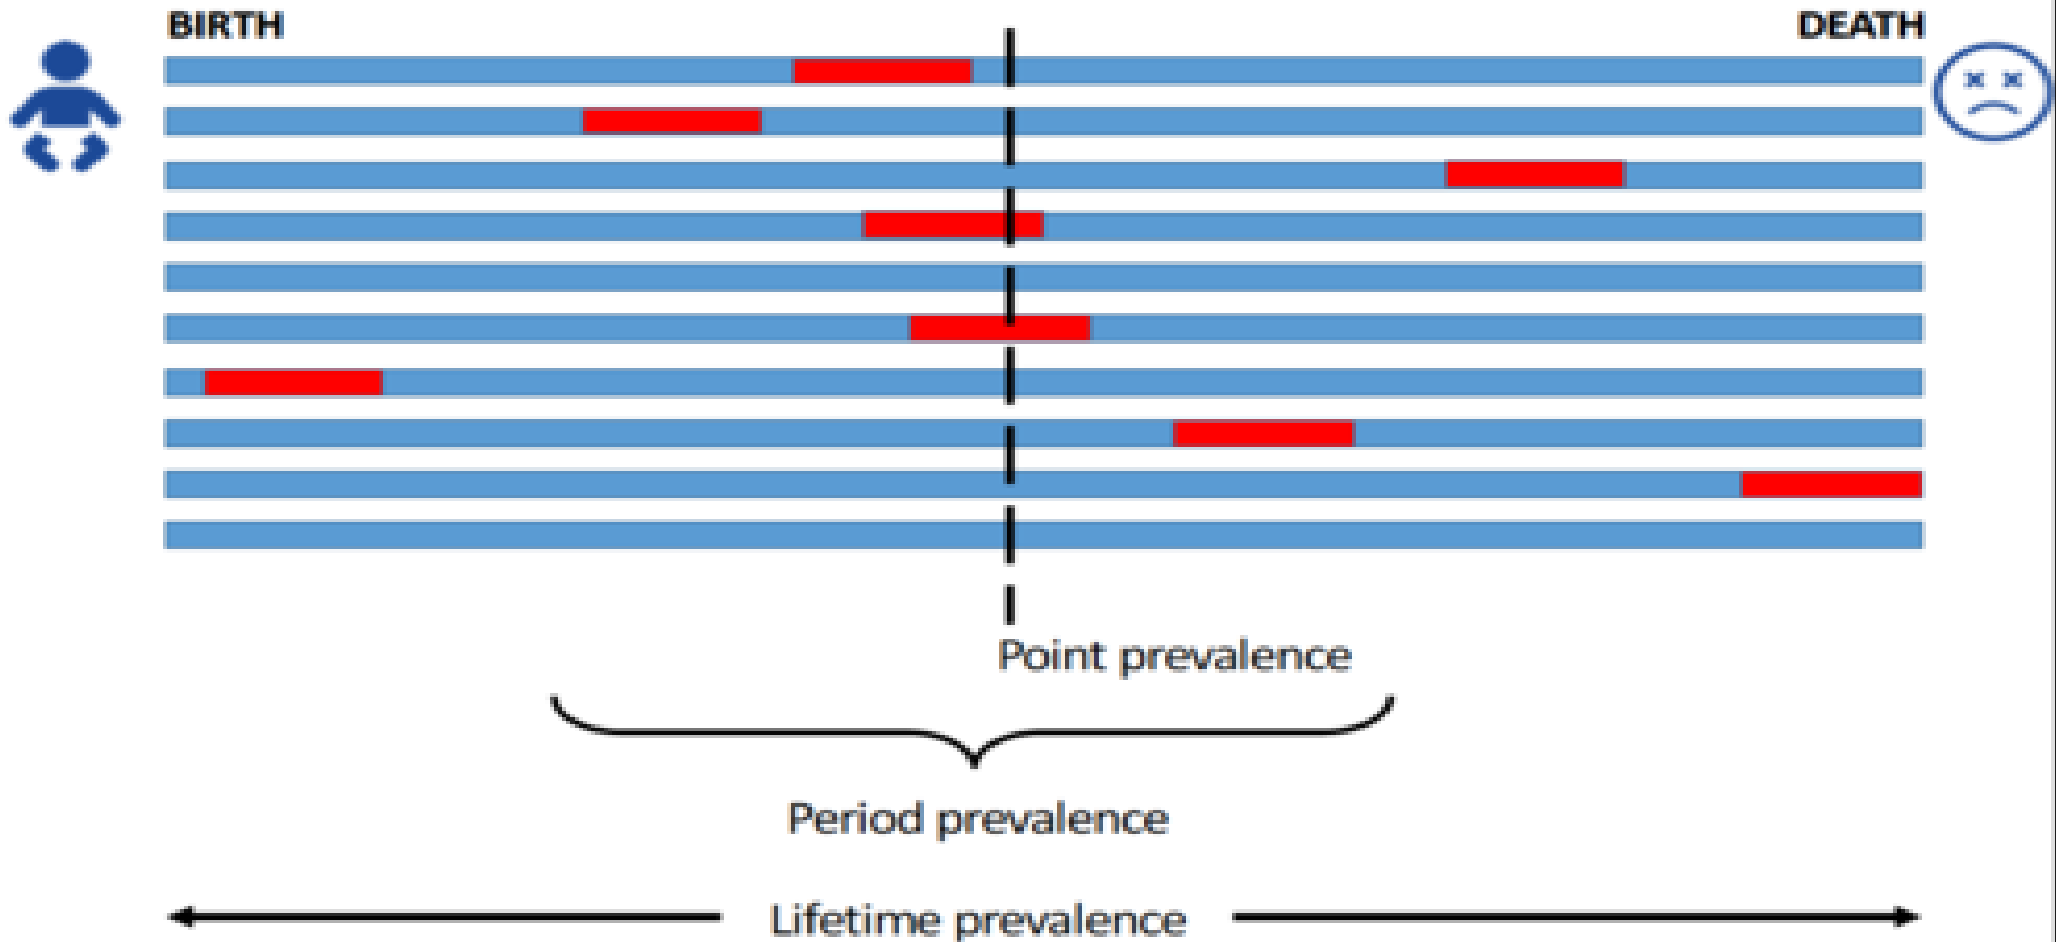 BIRTH
DEATH
Point prevalence
Period prevalence
Lifetime prevalence